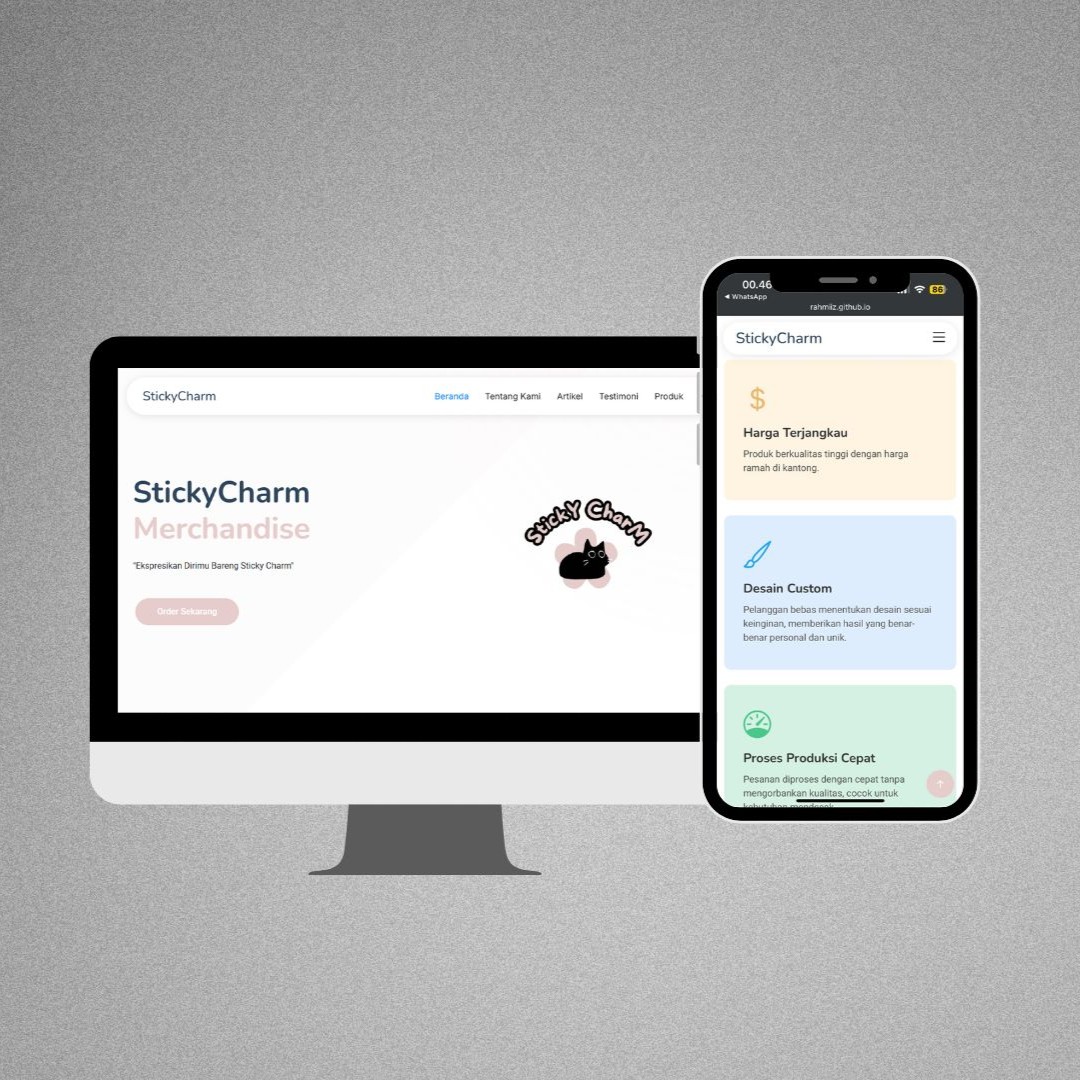 StickyCharm
Beranda Tentang Kami Artikel Testimoni Produk
StickyCharm
Merchandise
"Ekspresikan Dirimu Bareng Sticky Charm"
Order Sekarang
StickY CharM
00.46
86
◀ WhatsApp
rahmiiz.github.io
StickyCharm
$
Harga Terjangkau
Produk berkualitas tinggi dengan harga
ramah di kantong.
Desain Custom
Pelanggan bebas menentukan desain sesuai
keinginan, memberikan hasil yang benar-
benar personal dan unik.
Proses Produksi Cepat
Pesanan diproses dengan cepat tanpa
mengorbankan kualitas, cocok untuk